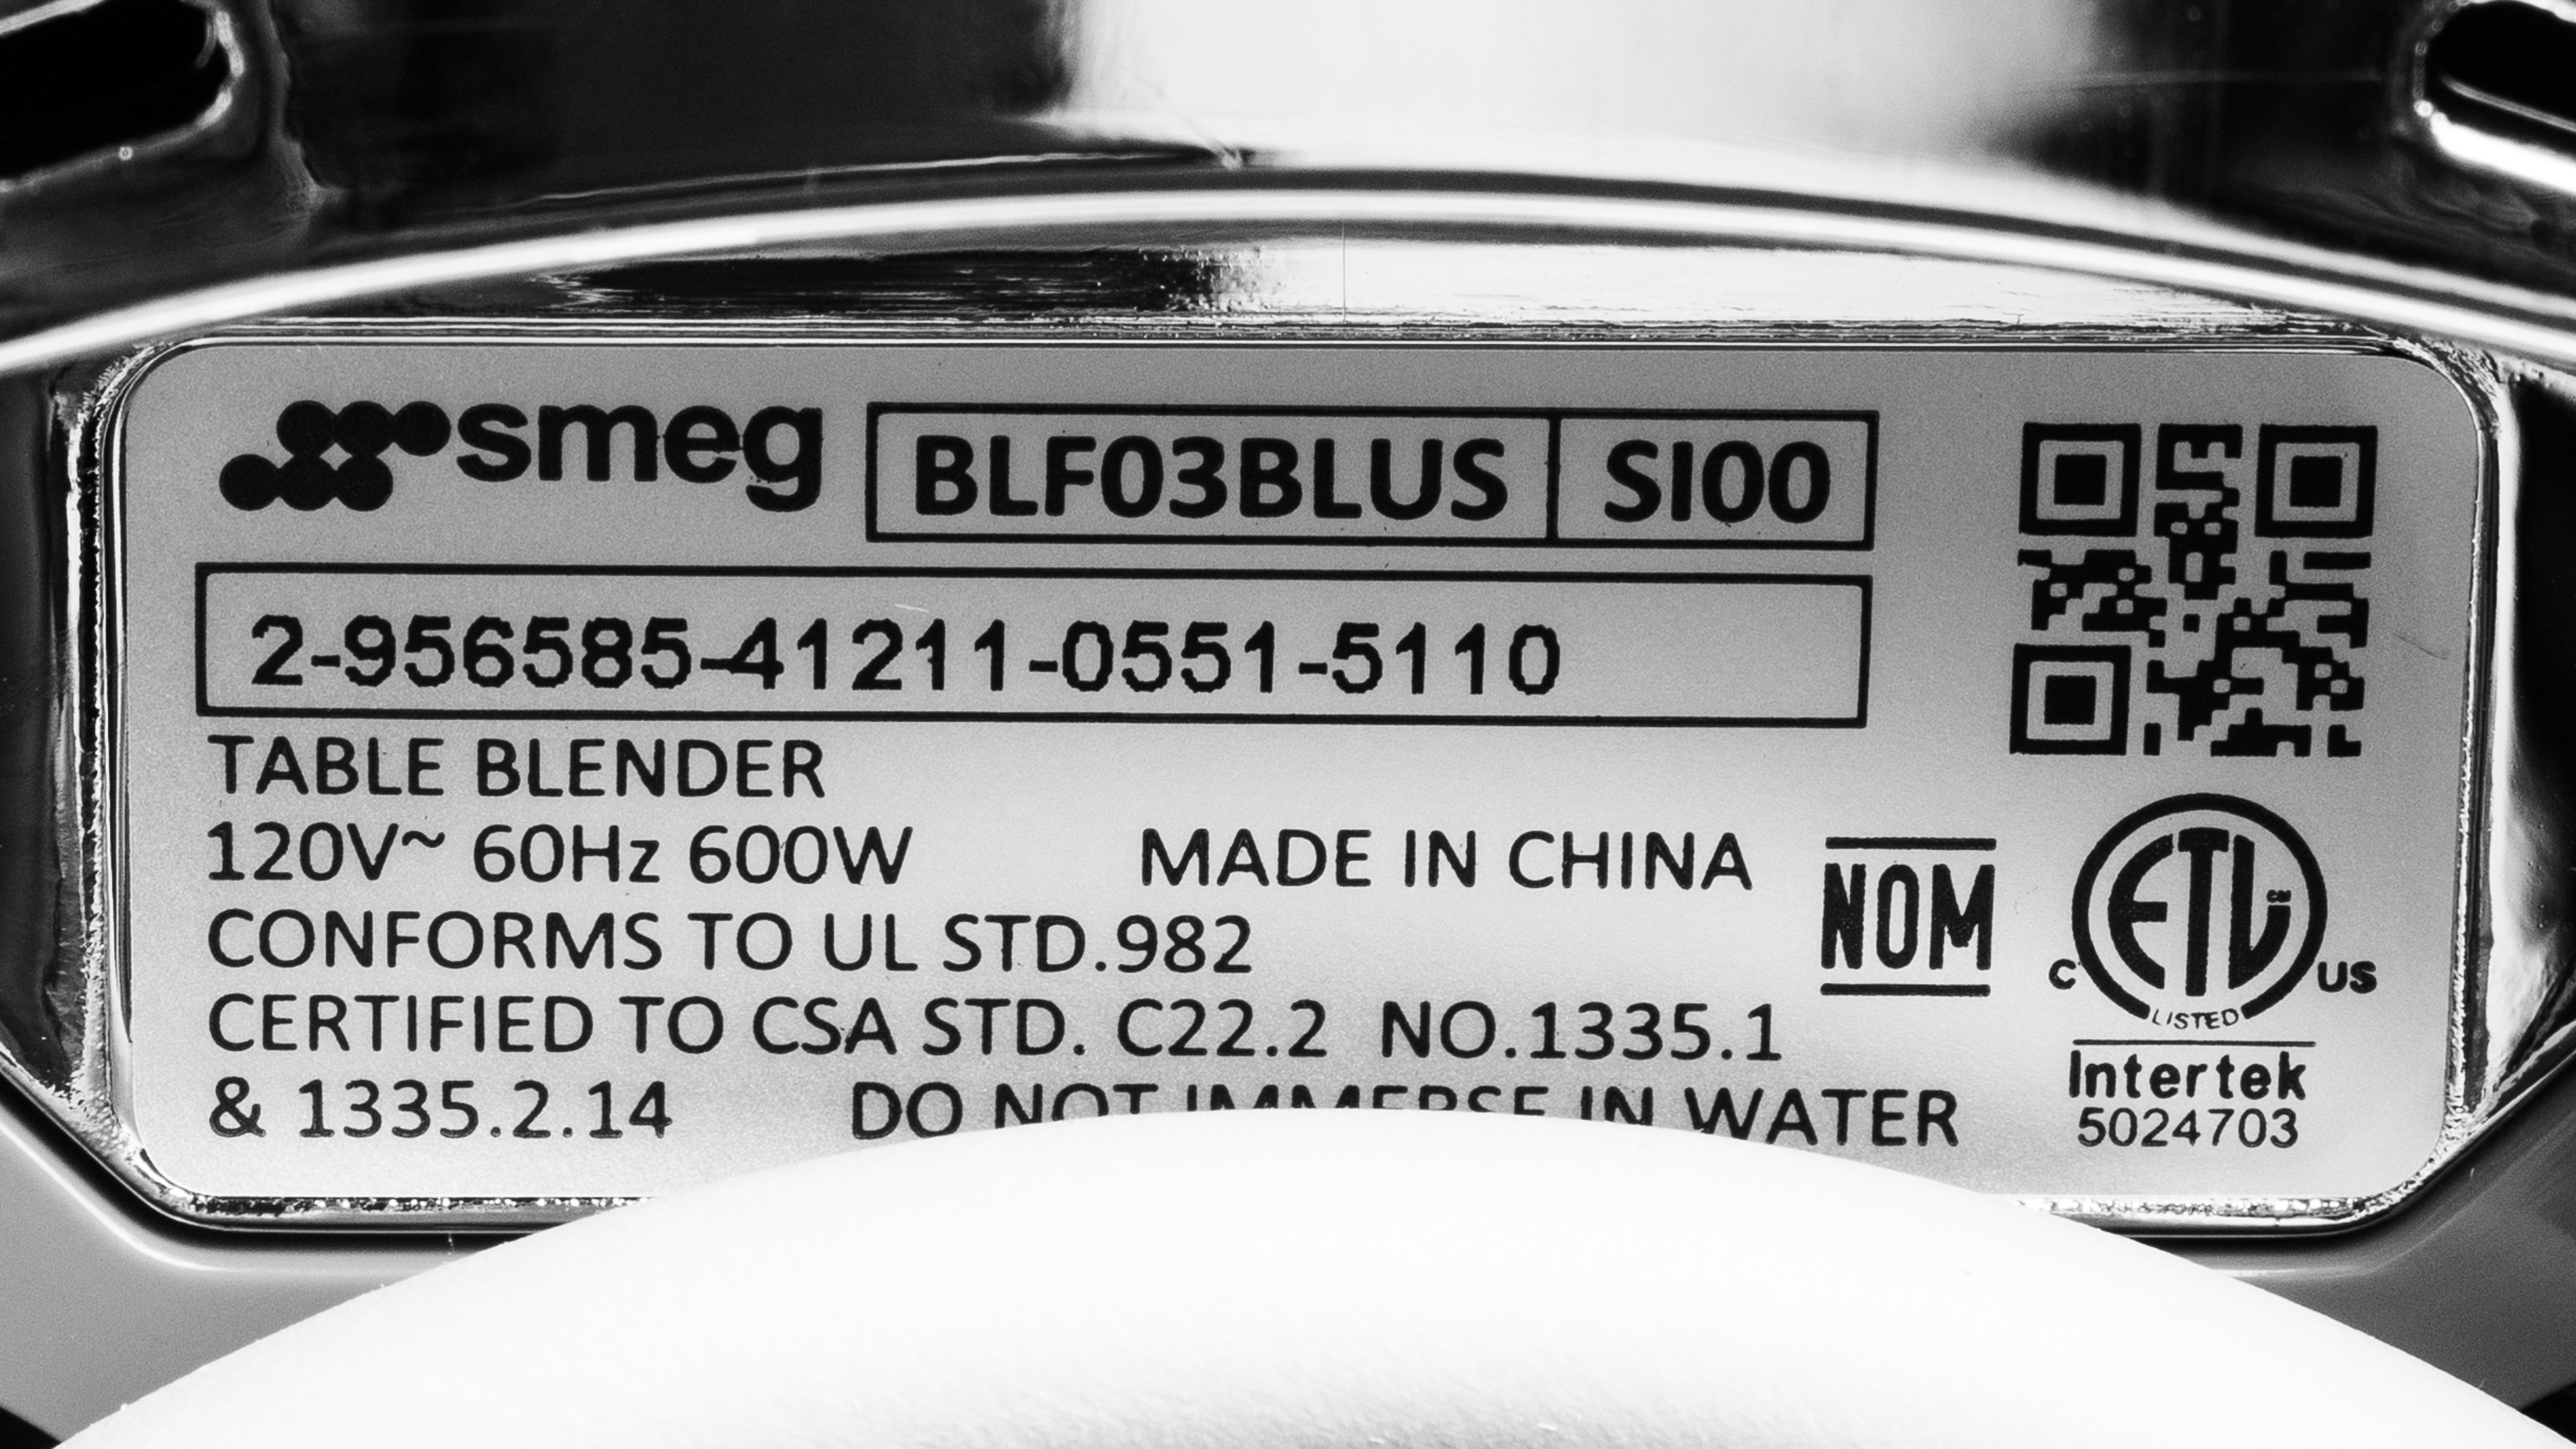 smeg BLF03BLUS SI00
2-956585-41211-0551-5110
TABLE BLENDER
120V~ 60Hz 600W MADE IN CHINA
CONFORMS TO UL STD.982
CERTIFIED TO CSA STD. C22.2 NO.1335.1
& 1335.2.14 DO NOT IMMERSE IN WATER
NOM
ETL
CM
C US
LISTED
Intertek
5024703